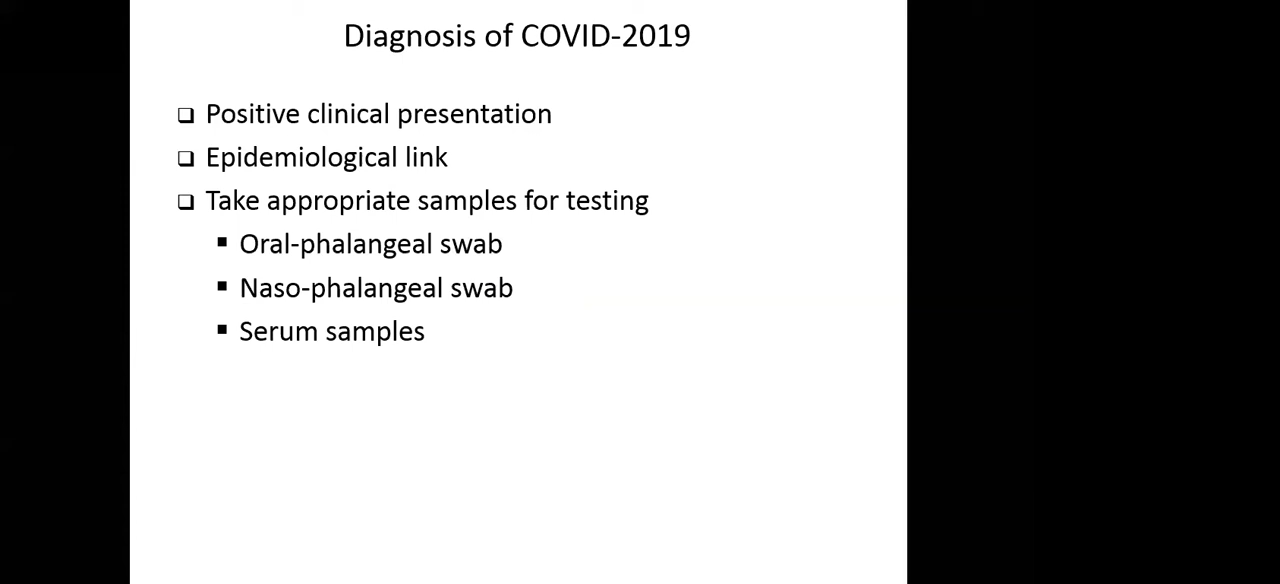 Diagnosis of COVID-2019
Positive clinical presentation
Epidemiological link
Take appropriate samples for testing
Oral-phalangeal swab
Naso-phalangeal swab
Serum samples